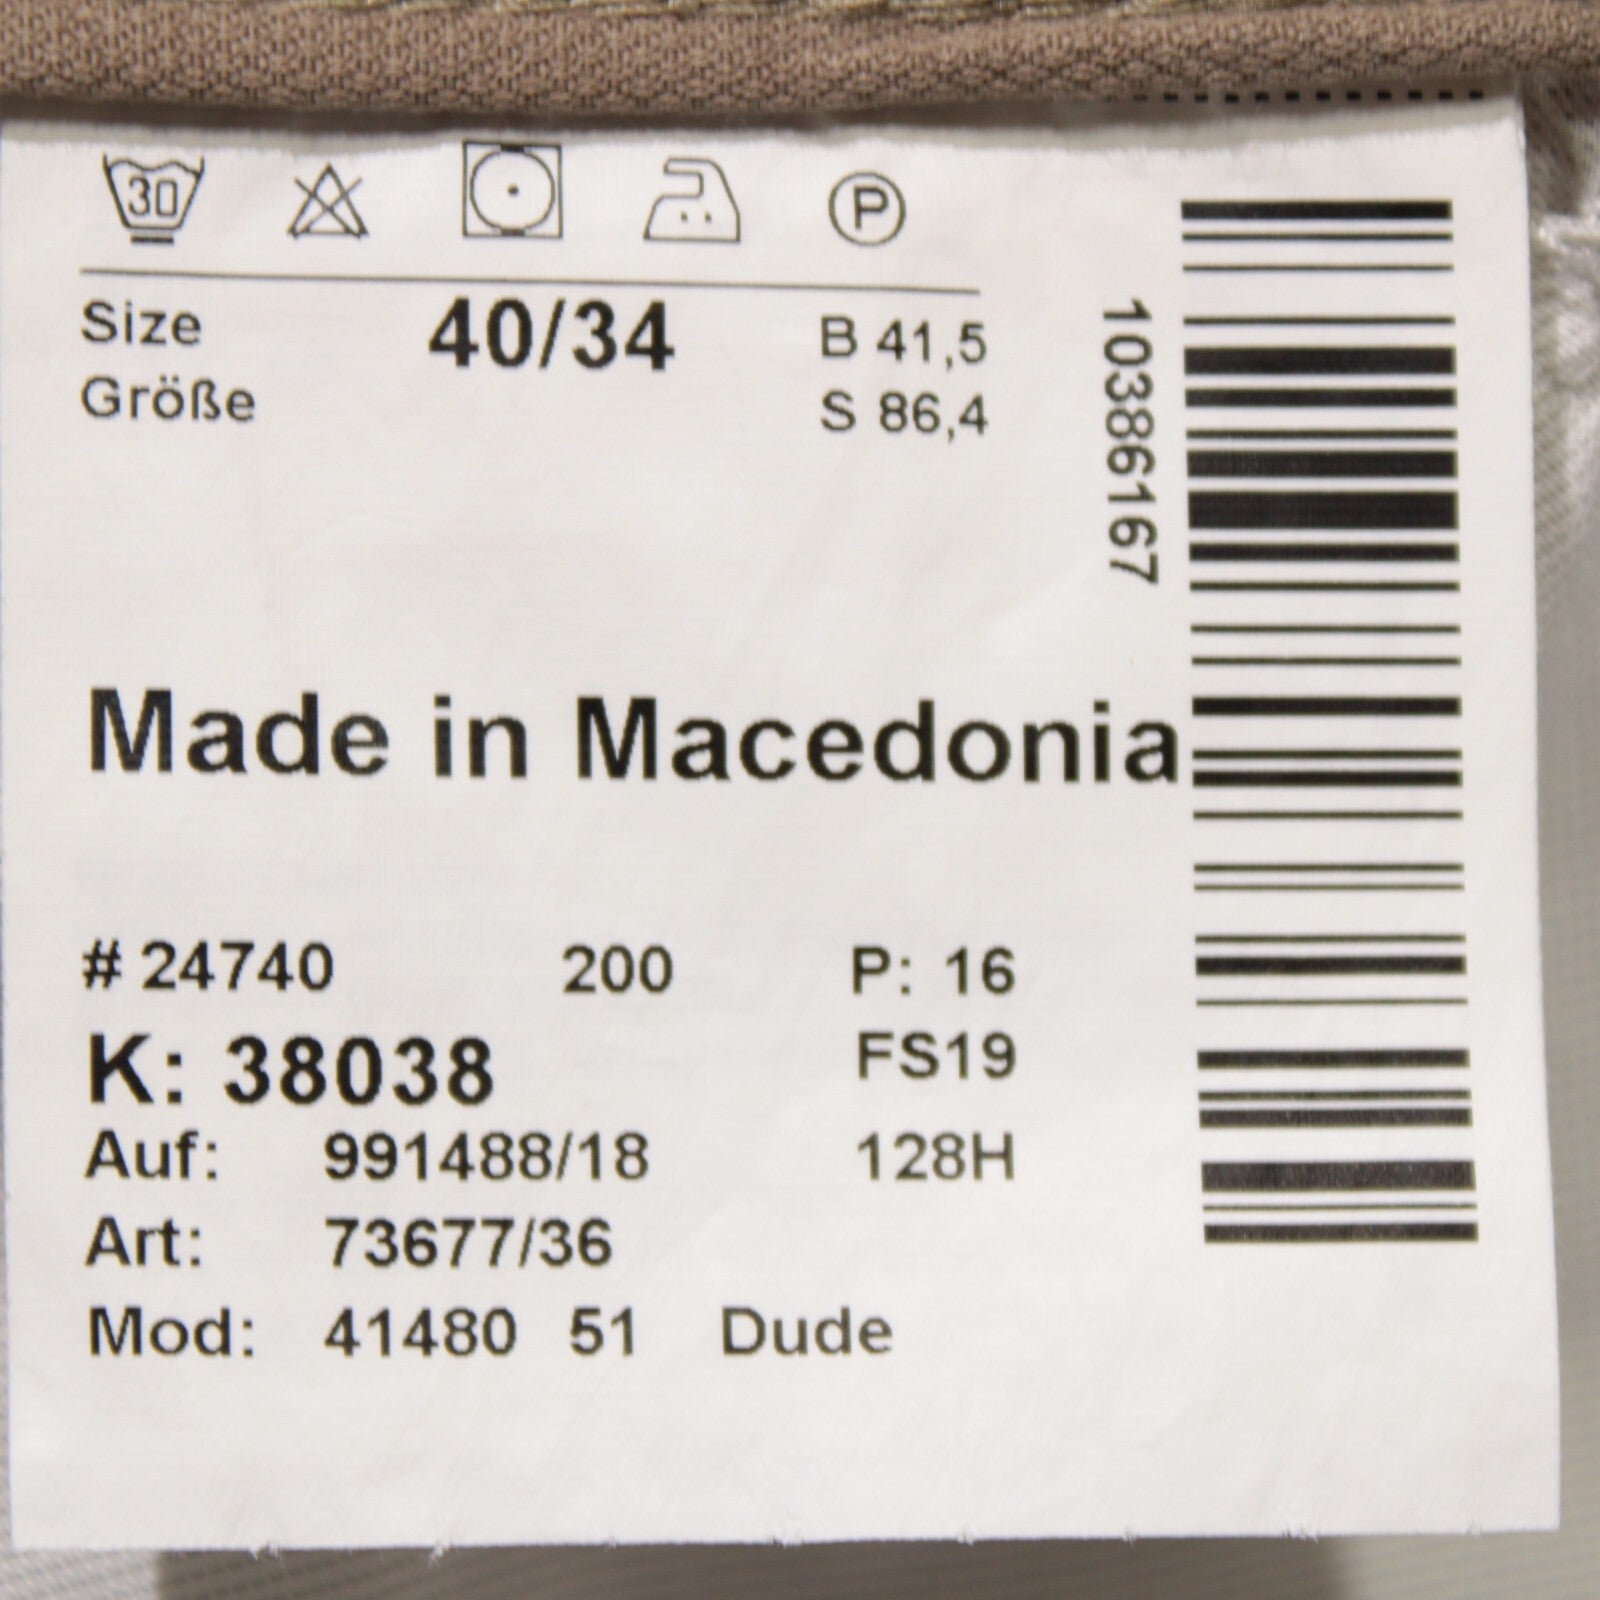 30
P
Size 40/34 B 41,5
Größe S 86,4
10386167
Made in Macedonia
# 24740 200 P: 16
K: 38038 FS19
Auf: 991488/18 128H
Art: 73677/36
Mod: 41480 51 Dude